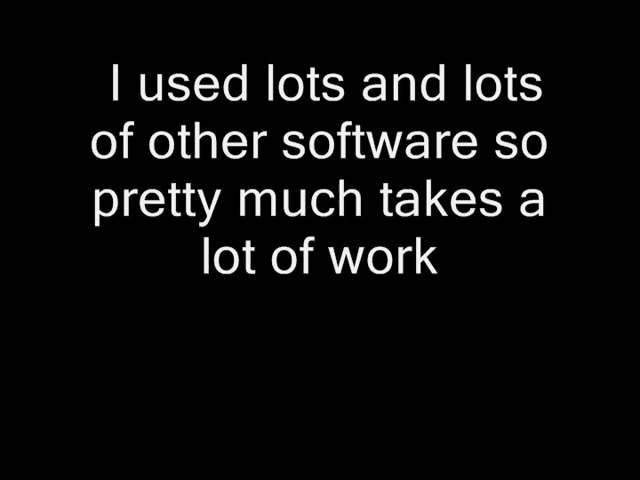 I used lots and lots
of other software so
pretty much takes a
lot of work